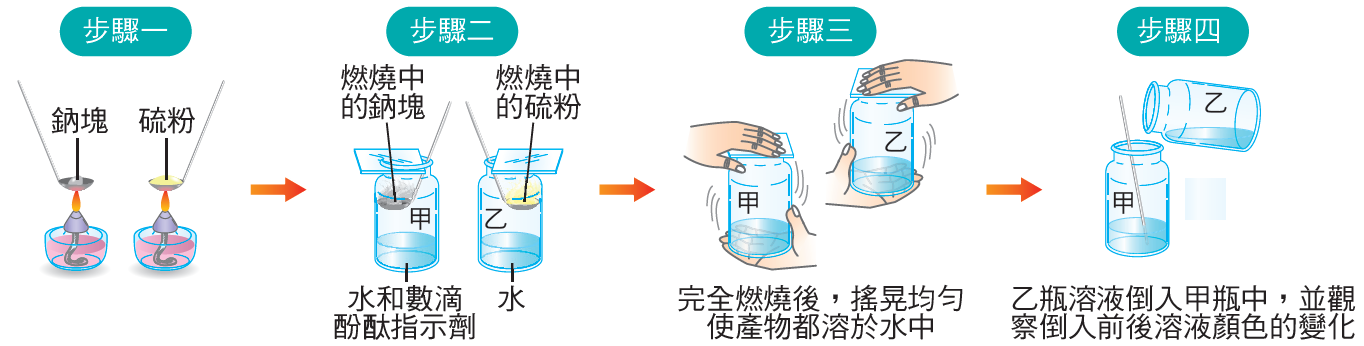 步驟一
鈉塊
硫粉
步驟二
燃燒中
的鈉塊
燃燒中
的硫粉
甲
乙
水和數滴
酚酞指示劑
水
步驟三
甲
乙
完全燃燒後，搖晃均勻
使產物都溶於水中
步驟四
乙
甲
乙瓶溶液倒入甲瓶中，並觀
察倒入前後溶液顏色的變化